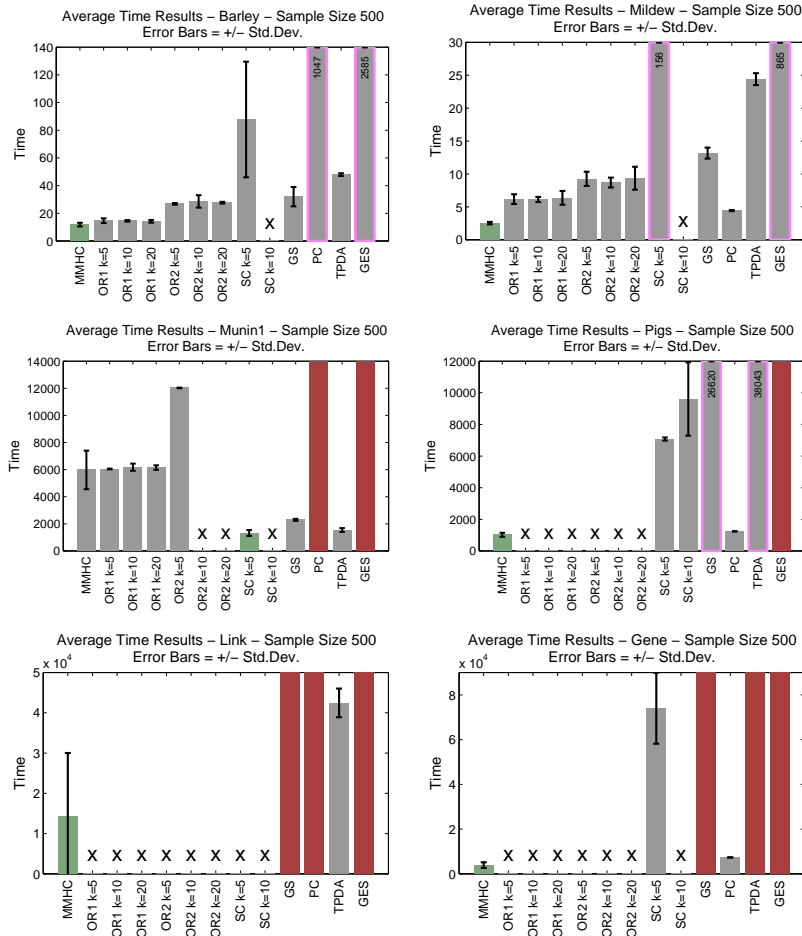 Average Time Results − Barley − Sample Size 500
Error Bars = +/− Std.Dev.
140
120
100
80
60
40
20
0
Time
1047
2585
X
MMHC
OR1 k=5
OR1 k=10
OR1 k=20
OR2 k=5
OR2 k=10
OR2 k=20
SC k=5
SC k=10
GS
PC
TPDA
GES
Average Time Results − Mildew − Sample Size 500
Error Bars = +/− Std.Dev.
30
25
20
15
10
5
0
Time
156
865
X
MMHC
OR1 k=5
OR1 k=10
OR1 k=20
OR2 k=5
OR2 k=10
OR2 k=20
SC k=5
SC k=10
GS
PC
TPDA
GES
Average Time Results − Munin1 − Sample Size 500
Error Bars = +/− Std.Dev.
14000
12000
10000
8000
6000
4000
2000
0
Time
X X X
MMHC
OR1 k=5
OR1 k=10
OR1 k=20
OR2 k=5
OR2 k=10
OR2 k=20
SC k=5
SC k=10
GS
PC
TPDA
GES
Average Time Results − Pigs − Sample Size 500
Error Bars = +/− Std.Dev.
12000
10000
8000
6000
4000
2000
0
Time
26620
38043
X X X X X X
MMHC
OR1 k=5
OR1 k=10
OR1 k=20
OR2 k=5
OR2 k=10
OR2 k=20
SC k=5
SC k=10
GS
PC
TPDA
GES
Average Time Results − Link − Sample Size 500
Error Bars = +/− Std.Dev.
x 10^4
5
4
3
2
1
0
Time
X X X X X X X X
MMHC
OR1 k=5
OR1 k=10
OR1 k=20
OR2 k=5
OR2 k=10
OR2 k=20
SC k=5
SC k=10
GS
PC
TPDA
GES
Average Time Results − Gene − Sample Size 500
Error Bars = +/− Std.Dev.
x 10^4
8
6
4
2
0
Time
X X X X X X X
MMHC
OR1 k=5
OR1 k=10
OR1 k=20
OR2 k=5
OR2 k=10
OR2 k=20
SC k=5
SC k=10
GS
PC
TPDA
GES